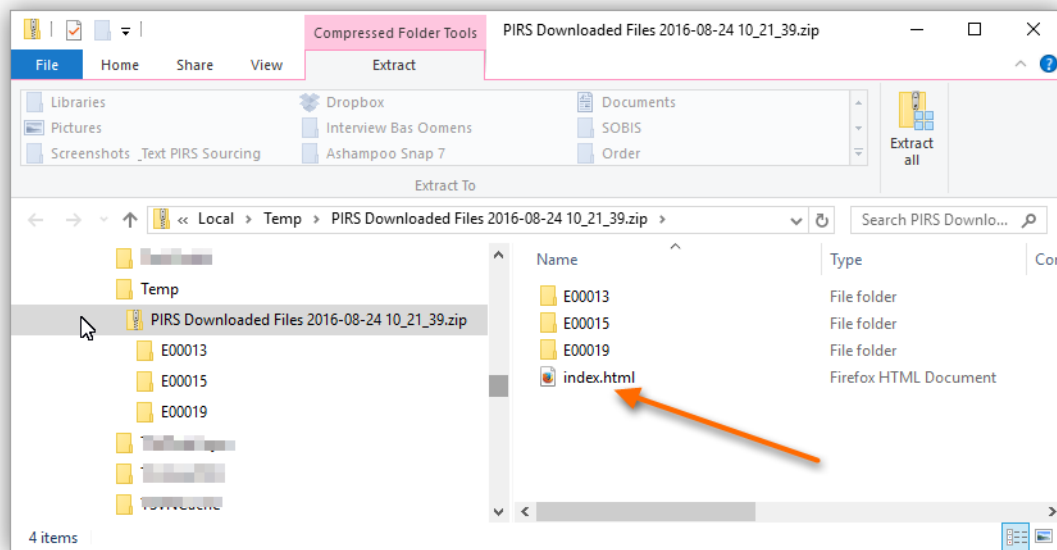 Compressed Folder Tools PIRS Downloaded Files 2016-08-24 10_21_39.zip
File Home Share View Extract
Libraries Dropbox Documents
Pictures Interview Bas Oomens SOBIS
Screenshots _Text PIRS Sourcing Ashampoo Snap 7 Order
Extract all
Extract To
« Local > Temp > PIRS Downloaded Files 2016-08-24 10_21_39.zip > Search PIRS Downlo...
Name Type
Temp
PIRS Downloaded Files 2016-08-24 10_21_39.zip
E00013
E00015
E00019
E00013 File folder
E00015 File folder
E00019 File folder
index.html Firefox HTML Document
4 items